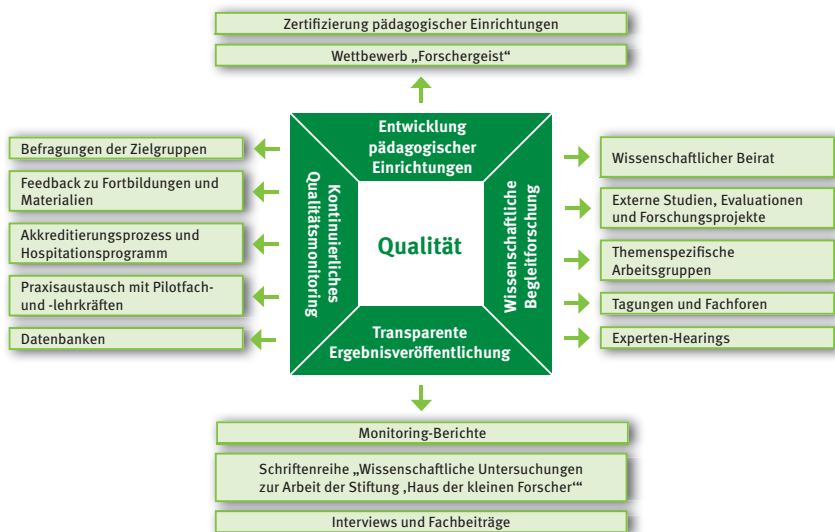 Zertifizierung pädagogischer Einrichtungen
Wettbewerb „Forschergeist“
Entwicklung
pädagogischer
Einrichtungen
Befragungen der Zielgruppen
Feedback zu Fortbildungen und
Materialien
Akkreditierungsprozess und
Hospitationsprogramm
Praxisaustausch mit Pilotfach-
und -lehrkräften
Datenbanken
Kontinuierliches
Qualitätsmonitoring
Qualität
Wissenschaftliche
Begleitforschung
Wissenschaftlicher Beirat
Externe Studien, Evaluationen
und Forschungsprojekte
Themenspezifische
Arbeitsgruppen
Tagungen und Fachforen
Experten-Hearings
Transparente
Ergebnisveröffentlichung
Monitoring-Berichte
Schriftenreihe „Wissenschaftliche Untersuchungen
zur Arbeit der Stiftung ‚Haus der kleinen Forscher‘“
Interviews und Fachbeiträge